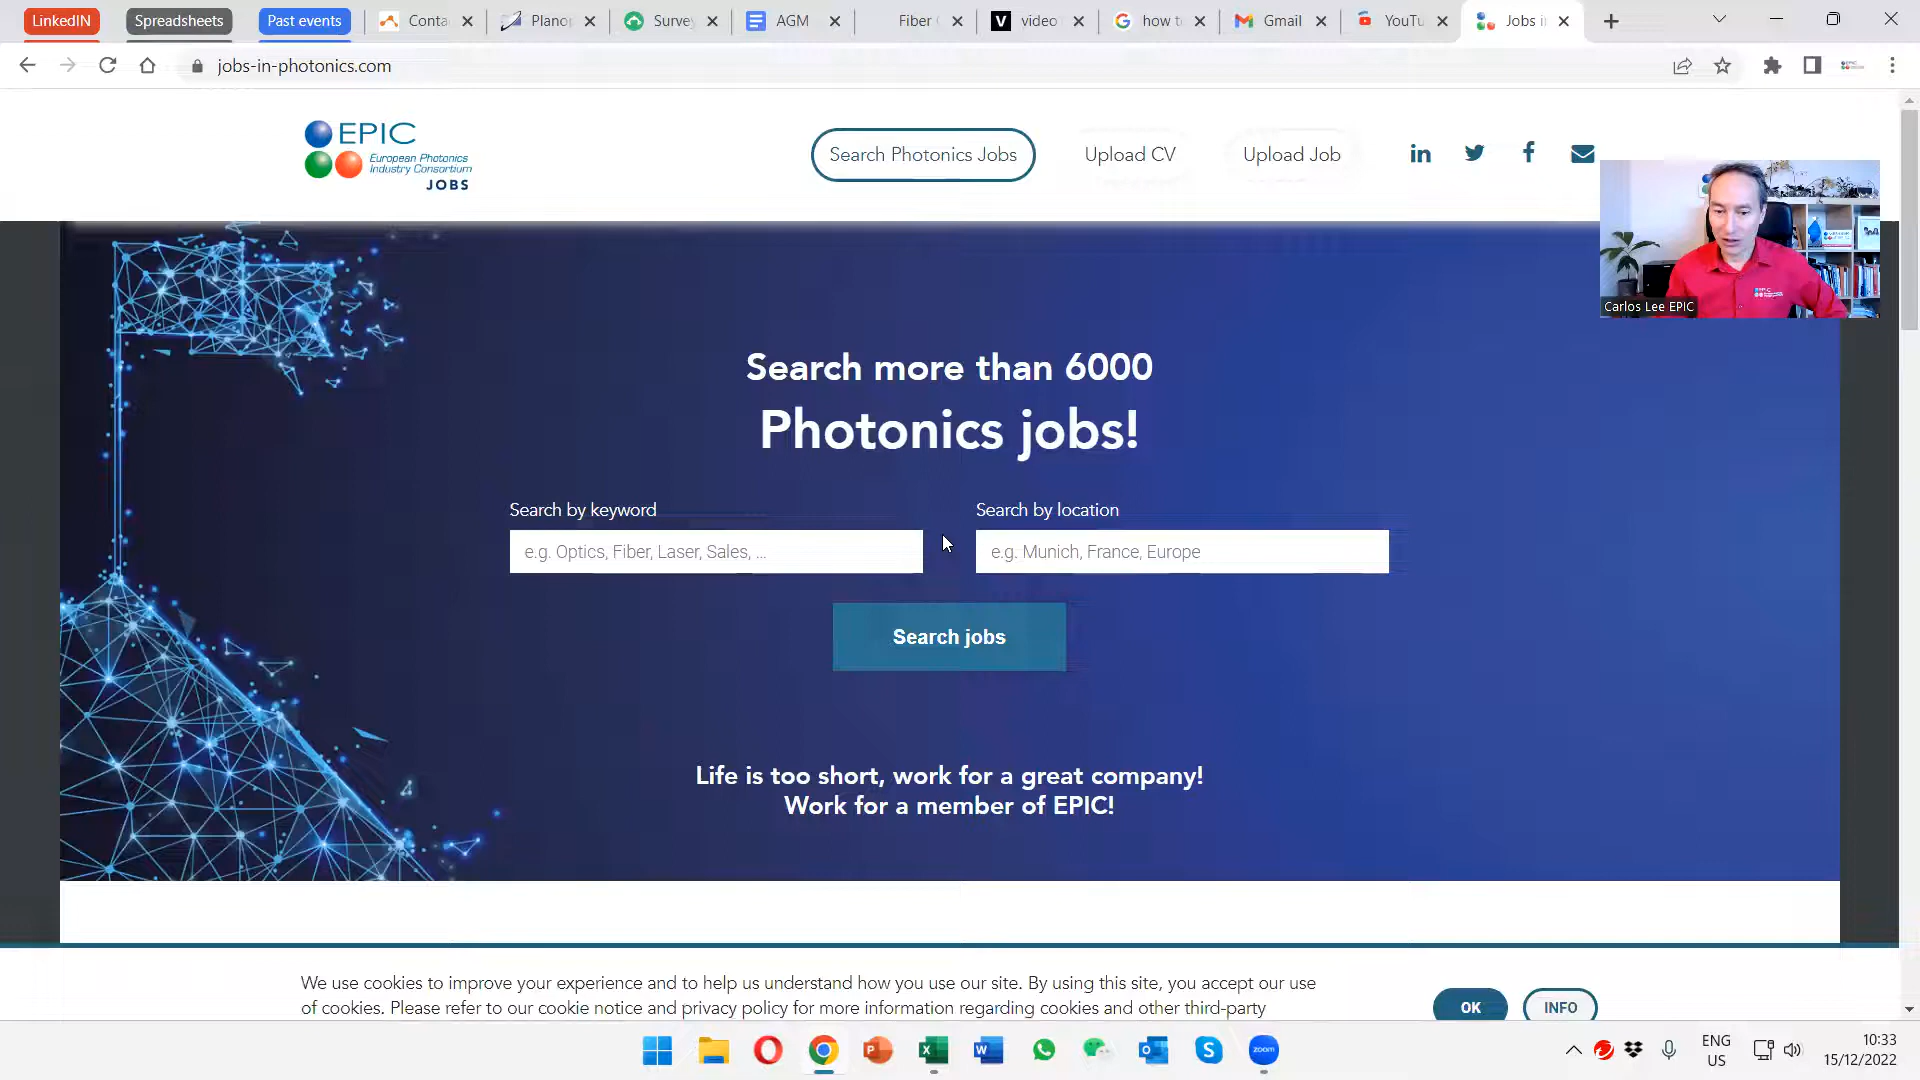 LinkedIN
Spreadsheets
Past events
Conta
Plano
Survey
AGM
Fiber
video
how t
Gmail
YouTu
Jobs i
jobs-in-photonics.com
EPIC
European Photonics
Industry Consortium
JOBS
Search Photonics Jobs
Upload CV
Upload Job
Carlos Lee EPIC
Search more than 6000
Photonics jobs!
Search by keyword
Search by location
e.g. Optics, Fiber, Laser, Sales, ...
e.g. Munich, France, Europe
Search jobs
Life is too short, work for a great company!
Work for a member of EPIC!
We use cookies to improve your experience and to help us understand how you use our site. By using this site, you accept our use
of cookies. Please refer to our cookie notice and privacy policy for more information regarding cookies and other third-party
OK
INFO
zoom
ENG
US
10:33
15/12/2022